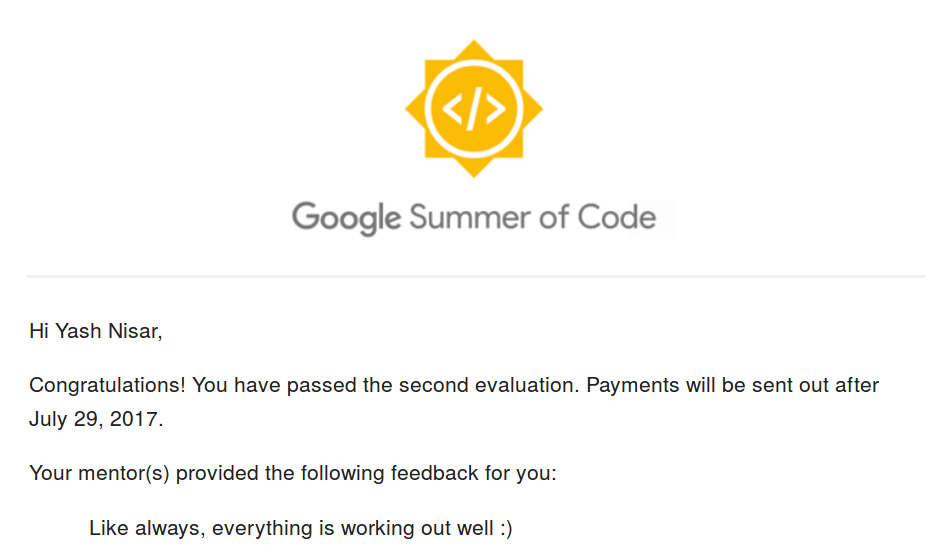 </>
Google Summer of Code
Hi Yash Nisar,
Congratulations! You have passed the second evaluation. Payments will be sent out after
July 29, 2017.
Your mentor(s) provided the following feedback for you:
Like always, everything is working out well :)